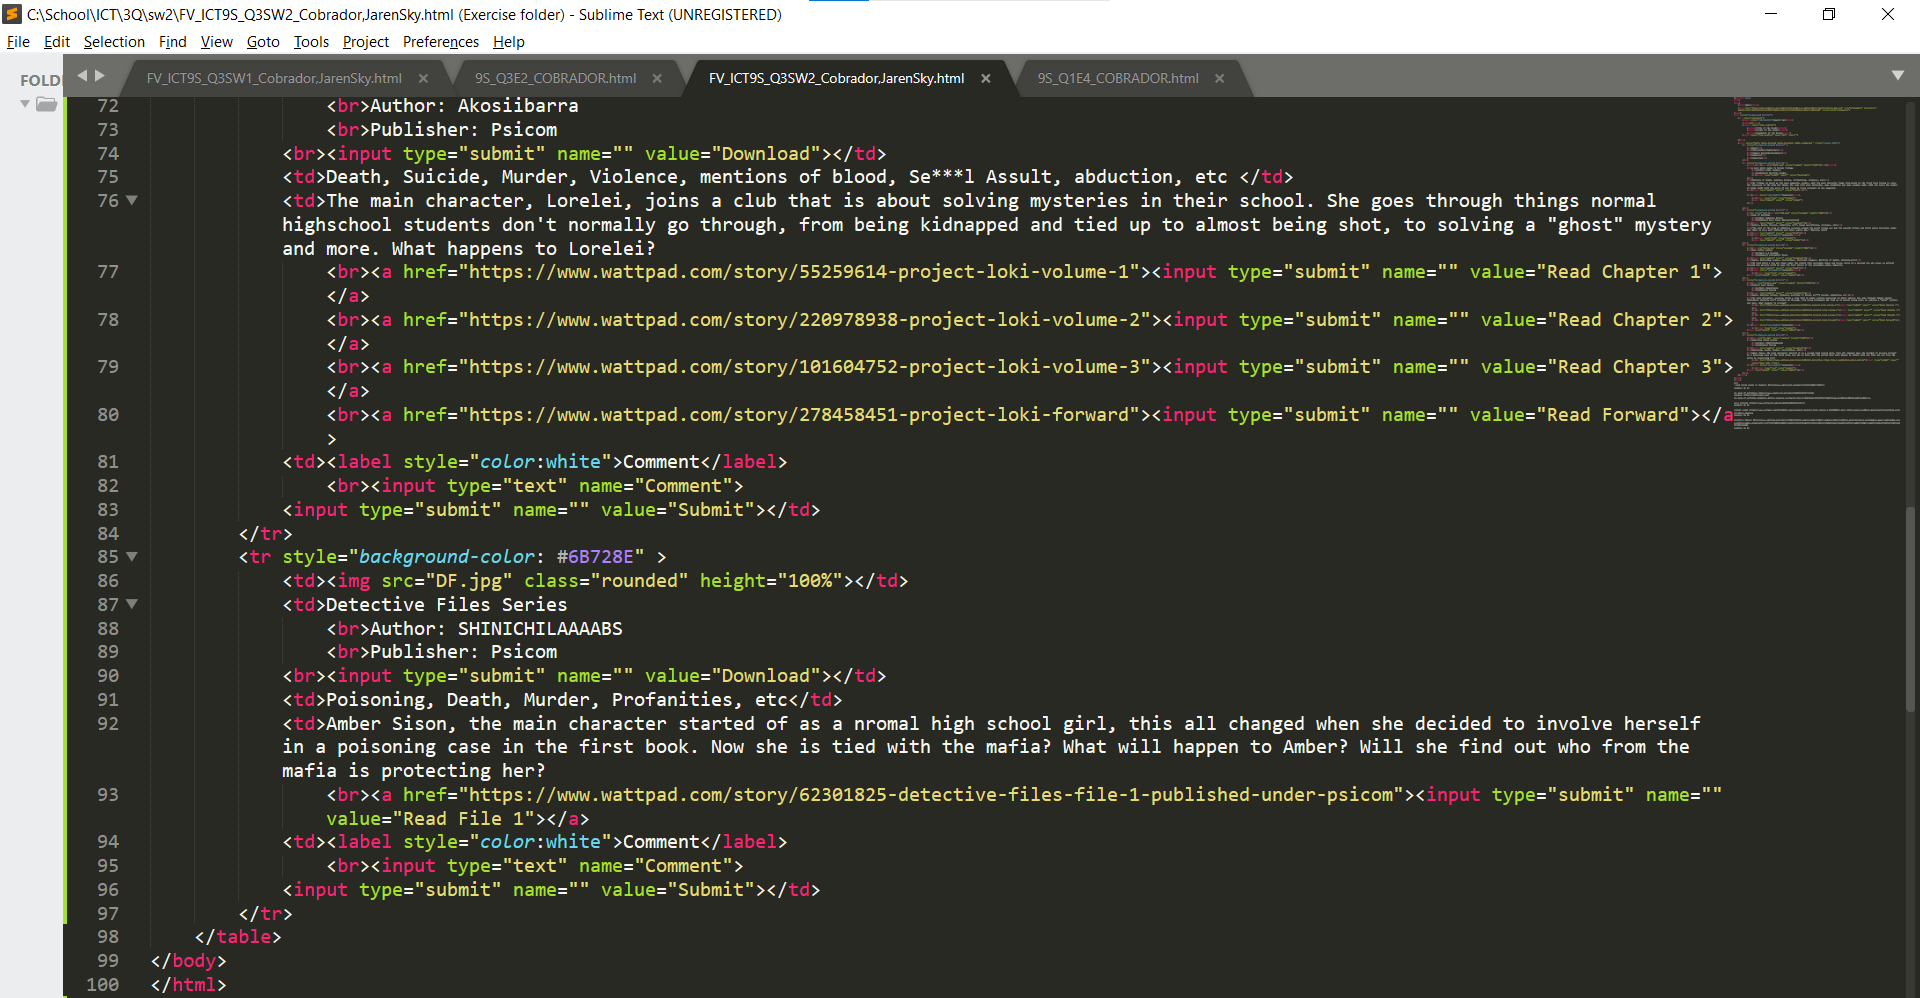 C:\School\ICT\3Q\sw2\FV_ICT9S_Q3SW2_Cobrador,JarenSky.html (Exercise folder) - Sublime Text (UNREGISTERED)
File Edit Selection Find View Goto Tools Project Preferences Help
FV_ICT9S_Q3SW1_Cobrador,JarenSky.html 9S_Q3E2_COBRADOR.html FV_ICT9S_Q3SW2_Cobrador,JarenSky.html 9S_Q1E4_COBRADOR.html
FOLD
72 <br>Author: Akosiibarra
73 <br>Publisher: Psicom
74 <br><input type="submit" name="" value="Download"></td>
75 <td>Death, Suicide, Murder, Violence, mentions of blood, Se***l Assult, abduction, etc </td>
76 <td>The main character, Lorelei, joins a club that is about solving mysteries in their school. She goes through things normal
highschool students don't normally go through, from being kidnapped and tied up to almost being shot, to solving a "ghost" mystery
and more. What happens to Lorelei?
77 <br><a href="https://www.wattpad.com/story/55259614-project-loki-volume-1"><input type="submit" name="" value="Read Chapter 1">
</a>
78 <br><a href="https://www.wattpad.com/story/220978938-project-loki-volume-2"><input type="submit" name="" value="Read Chapter 2">
</a>
79 <br><a href="https://www.wattpad.com/story/101604752-project-loki-volume-3"><input type="submit" name="" value="Read Chapter 3">
</a>
80 <br><a href="https://www.wattpad.com/story/278458451-project-loki-forward"><input type="submit" name="" value="Read Forward"></a
>
81 <td><label style="color:white">Comment</label>
82 <br><input type="text" name="Comment">
83 <input type="submit" name="" value="Submit"></td>
84 </tr>
85 <tr style="background-color: #6B728E" >
86 <td><img src="DF.jpg" class="rounded" height="100%"></td>
87 <td>Detective Files Series
88 <br>Author: SHINICHILAAAABS
89 <br>Publisher: Psicom
90 <br><input type="submit" name="" value="Download"></td>
91 <td>Poisoning, Death, Murder, Profanities, etc</td>
92 <td>Amber Sison, the main character started of as a nromal high school girl, this all changed when she decided to involve herself
in a poisoning case in the first book. Now she is tied with the mafia? What will happen to Amber? Will she find out who from the
mafia is protecting her?
93 <br><a href="https://www.wattpad.com/story/62301825-detective-files-file-1-published-under-psicom"><input type="submit" name=""
value="Read File 1"></a>
94 <td><label style="color:white">Comment</label>
95 <br><input type="text" name="Comment">
96 <input type="submit" name="" value="Submit"></td>
97 </tr>
98 </table>
99 </body>
100 </html>